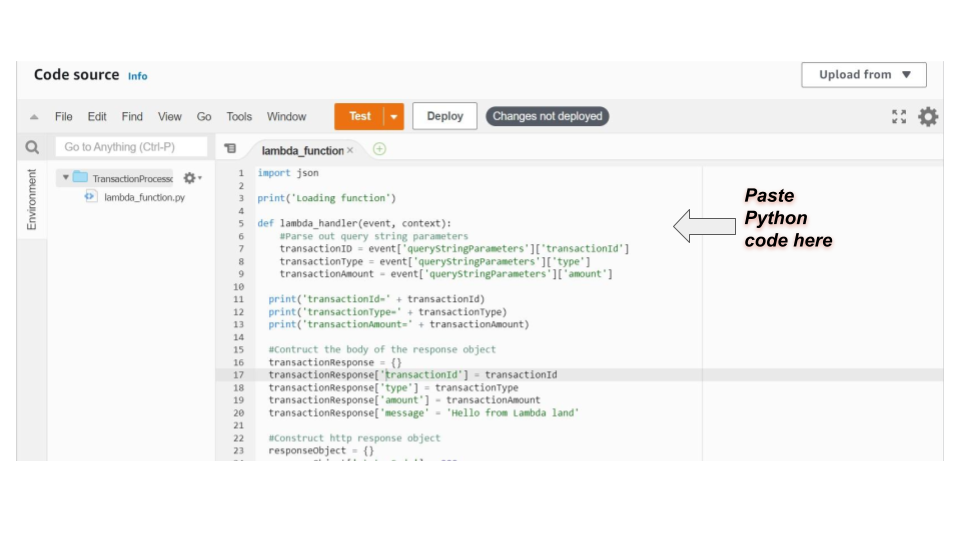 Code source Info
Upload from
File Edit Find View Go Tools Window Test Deploy Changes not deployed
Go to Anything (Ctrl-P)
lambda_function
Environment
TransactionProcess
lambda_function.py
1 import json
2
3 print('Loading function')
4
5 def lambda_handler(event, context):
6 #Parse out query string parameters
7 transactionID = event['queryStringParameters']['transactionId']
8 transactionType = event['queryStringParameters']['type']
9 transactionAmount = event['queryStringParameters']['amount']
10
11 print('transactionId=' + transactionId)
12 print('transactionType=' + transactionType)
13 print('transactionAmount=' + transactionAmount)
14
15 #Contruct the body of the response object
16 transactionResponse = {}
17 transactionResponse['transactionId'] = transactionId
18 transactionResponse['type'] = transactionType
19 transactionResponse['amount'] = transactionAmount
20 transactionResponse['message' = 'Hello from Lambda land'
21
22 #Construct http response object
23 responseObject = {}
Paste
Python
code here